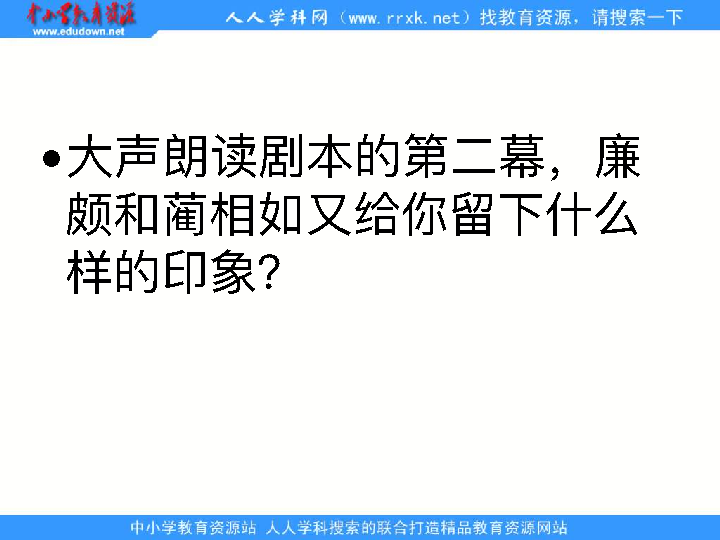 中小学教育资源
www.edudown.net
人人学科网（www.rrxk.net）找教育资源，请搜索一下
•大声朗读剧本的第二幕，廉
颇和蔺相如又给你留下什么
样的印象？
中小学教育资源站 人人学科搜索的联合打造精品教育资源网站